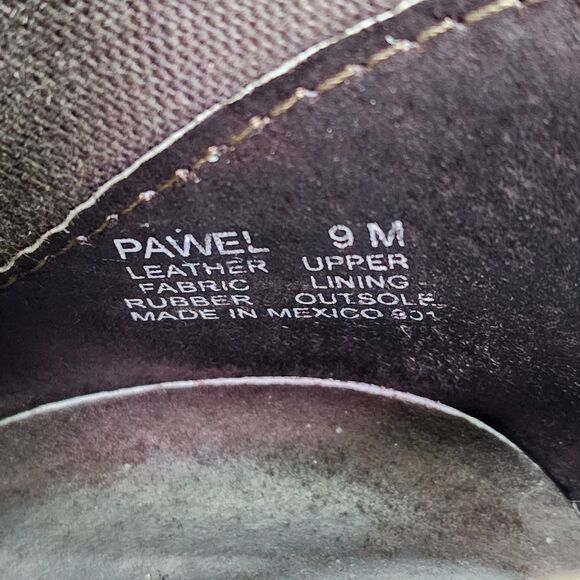 PAWEL 9 M
LEATHER UPPER
FABRIC LINING
RUBBER OUTSOLE
MADE IN MEXICO 901